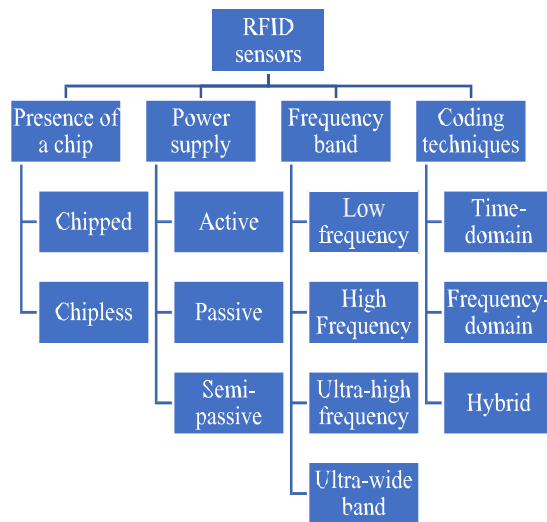 RFID
sensors
Presence of
a chip
Power
supply
Frequency
band
Coding
techniques
Chipped
Chipless
Active
Passive
Semi-
passive
Low
frequency
High
Frequency
Ultra-high
frequency
Ultra-wide
band
Time-
domain
Frequency-
domain
Hybrid